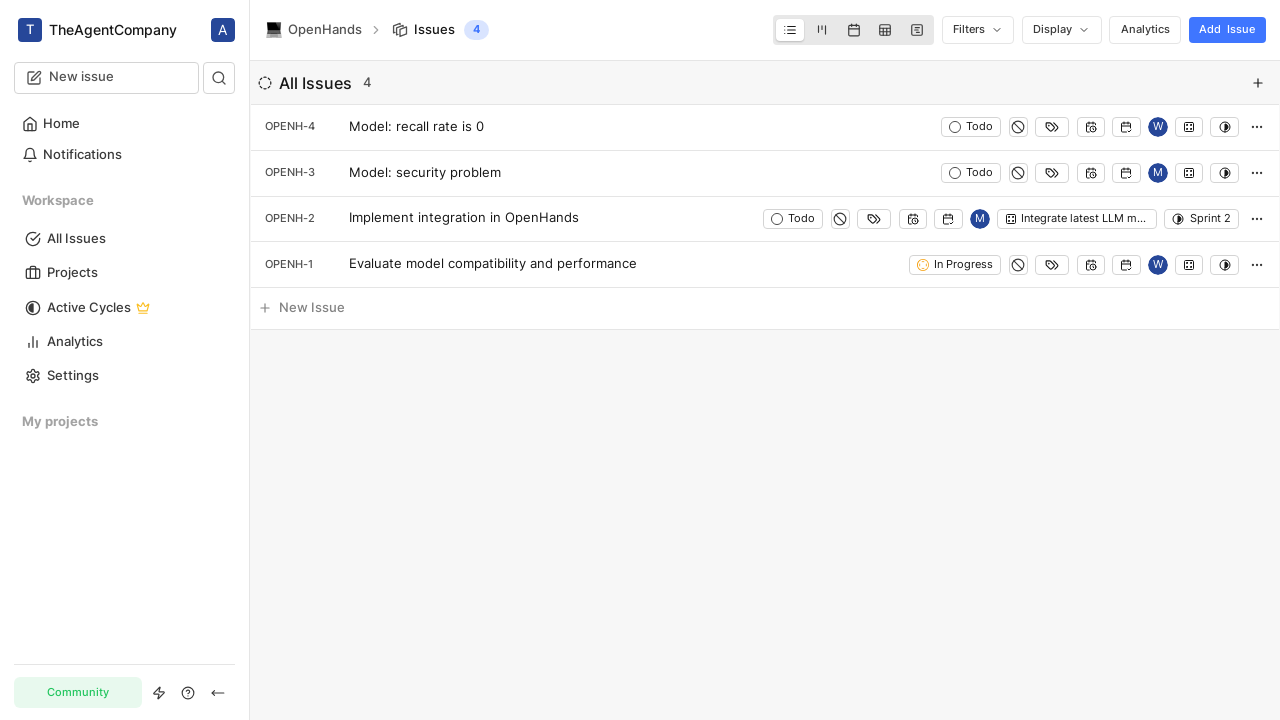 T TheAgentCompany A
New issue
Home
Notifications
Workspace
All Issues
Projects
Active Cycles
Analytics
Settings
My projects
Community
OpenHands Issues 4
Filters Display Analytics Add Issue
All Issues 4
OPENH-4 Model: recall rate is 0 Todo W
OPENH-3 Model: security problem Todo M
OPENH-2 Implement integration in OpenHands Todo M Integrate latest LLM m... Sprint 2
OPENH-1 Evaluate model compatibility and performance In Progress W
New Issue